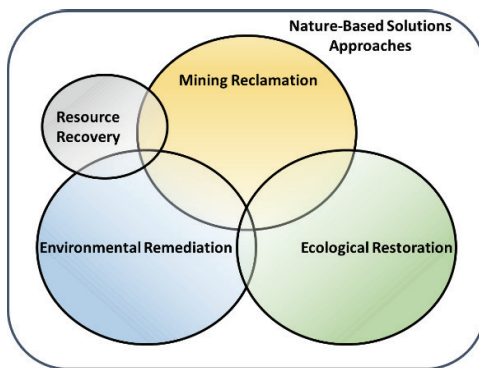 Nature-Based Solutions
Approaches
Mining Reclamation
Resource
Recovery
Environmental Remediation
Ecological Restoration